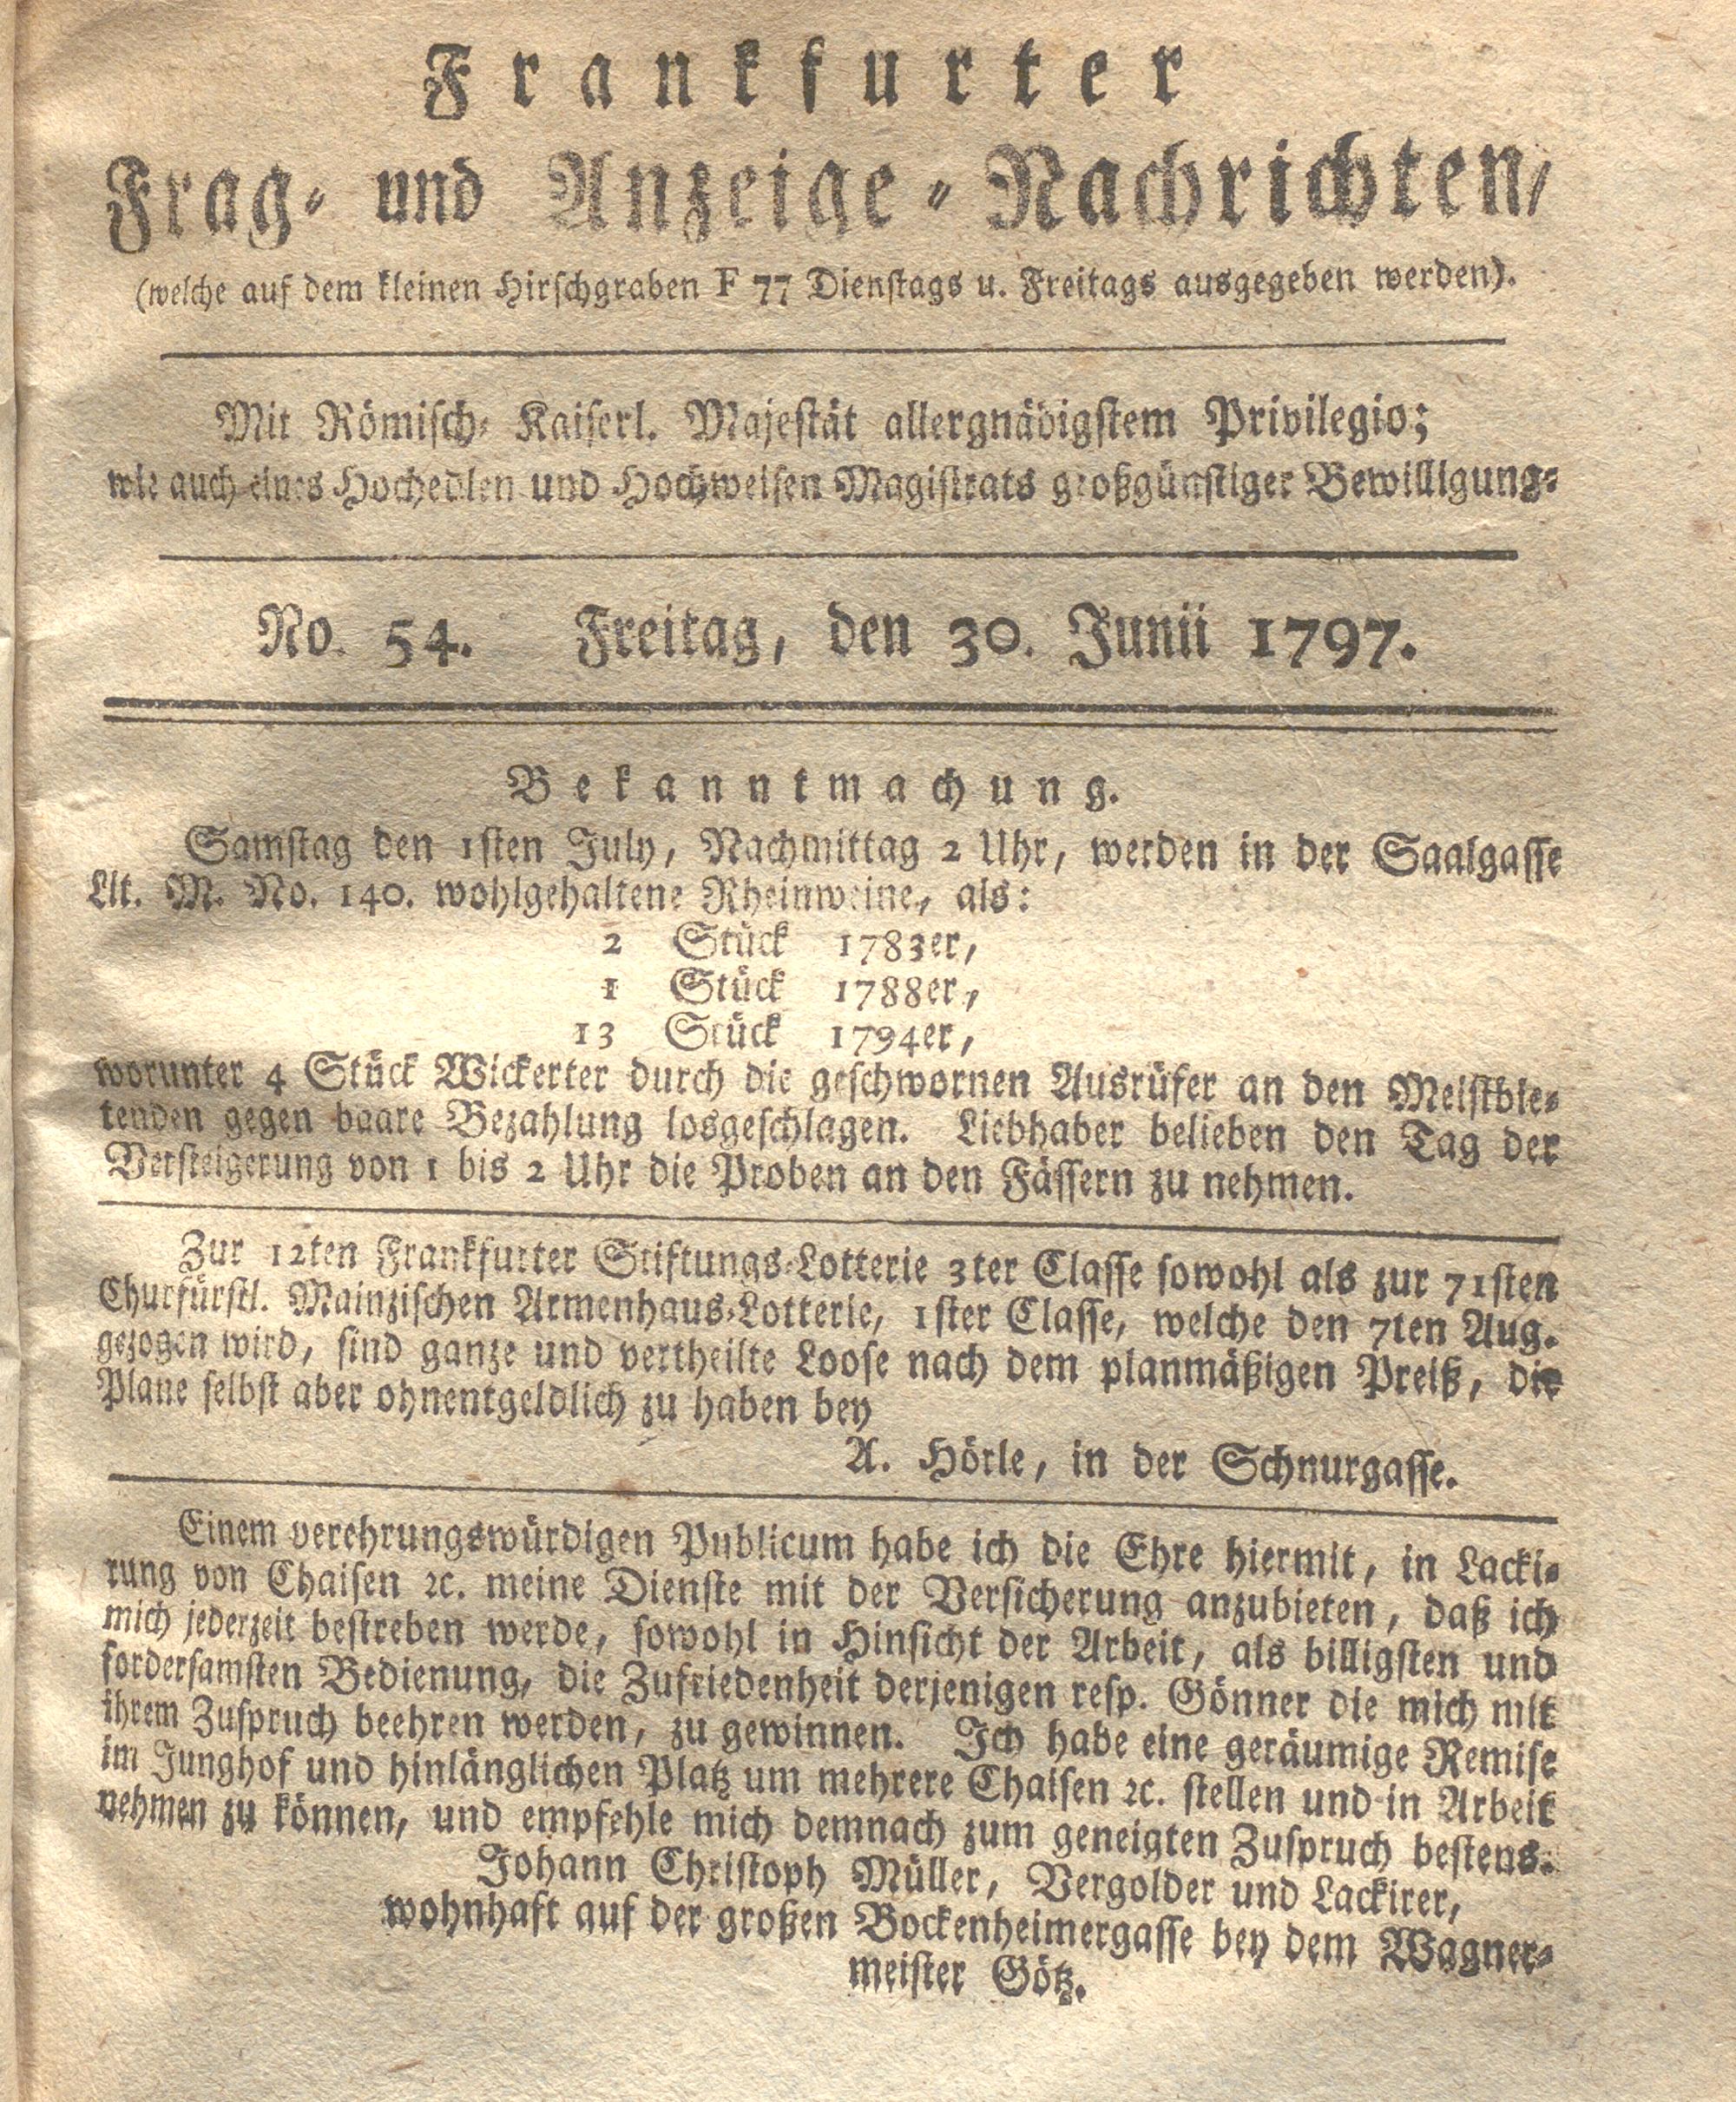 Frankfurter
Frag- und Anzeige-Nachrichten,
(welche auf dem kleinen Hirschgraben F 77 Dienstags u. Freitags ausgegeben werden).
Mit Römisch- Kaiserl. Majestät allergnädigstem Privilegio;
wie auch eines Hochedlen und Hochweisen Magistrats großgünstiger Bewilligung.
No. 54. Freitag, den 30. Junii 1797.
Bekanntmachung.
Samstag den 1sten July, Nachmittag 2 Uhr, werden in der Saalgasse
Lit. M. No. 140. wohlgehaltene Rheinweine, als:
2 Stück 1783er,
1 Stück 1788er,
13 Stück 1794er,
worunter 4 Stück Wickerter durch die geschwornen Ausrüfer an den Meistbie-
tenden gegen baare Bezahlung losgeschlagen. Liebhaber belieben den Tag der
Versteigerung von 1 bis 2 Uhr die Proben an den Fässern zu nehmen.
Zur 12ten Frankfurter Stiftungs-Lotterie 3ter Classe sowohl als zur 71sten
Churfürstl. Mainzischen Armenhaus-Lotterie, 1ster Classe, welche den 7ten Aug.
gezogen wird, sind ganze und vertheilte Loose nach dem planmäßigen Preiß, die
Plane selbst aber ohnentgeldlich zu haben bey
A. Hörle, in der Schnurgasse.
Einem verehrungswürdigen Publicum habe ich die Ehre hiermit, in Lacki-
rung von Chaisen ꝛc. meine Dienste mit der Versicherung anzubieten, daß ich
mich jederzeit bestreben werde, sowohl in Hinsicht der Arbeit, als billigsten und
fordersamsten Bedienung, die Zufriedenheit derjenigen resp. Gönner die mich mit
ihrem Zuspruch beehren werden, zu gewinnen. Ich habe eine geräumige Remise
im Junghof und hinlänglichen Platz um mehrere Chaisen ꝛc. stellen und in Arbeit
nehmen zu können, und empfehle mich demnach zum geneigten Zuspruch bestens.
Johann Christoph Müller, Vergolder und Lackirer,
wohnhaft auf der großen Bockenheimergasse bey dem Wagner-
meister Götz.